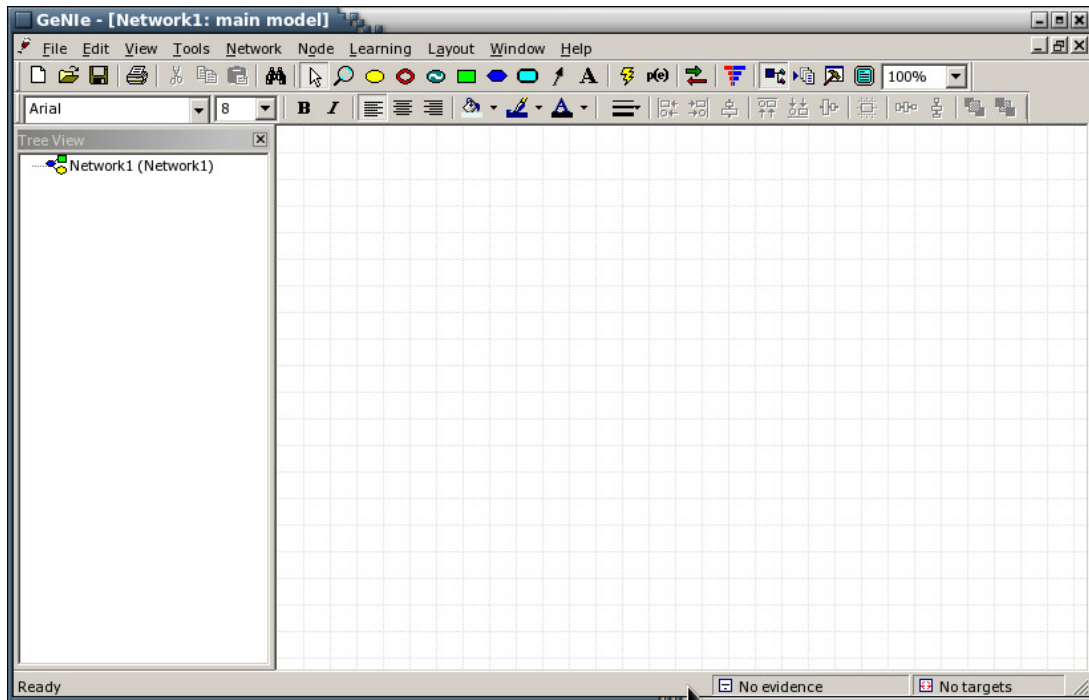 GeNIe - [Network1: main model]
File Edit View Tools Network Node Learning Layout Window Help
A p(Θ) 100%
Arial 8 B I A
Tree View
Network1 (Network1)
Ready No evidence No targets